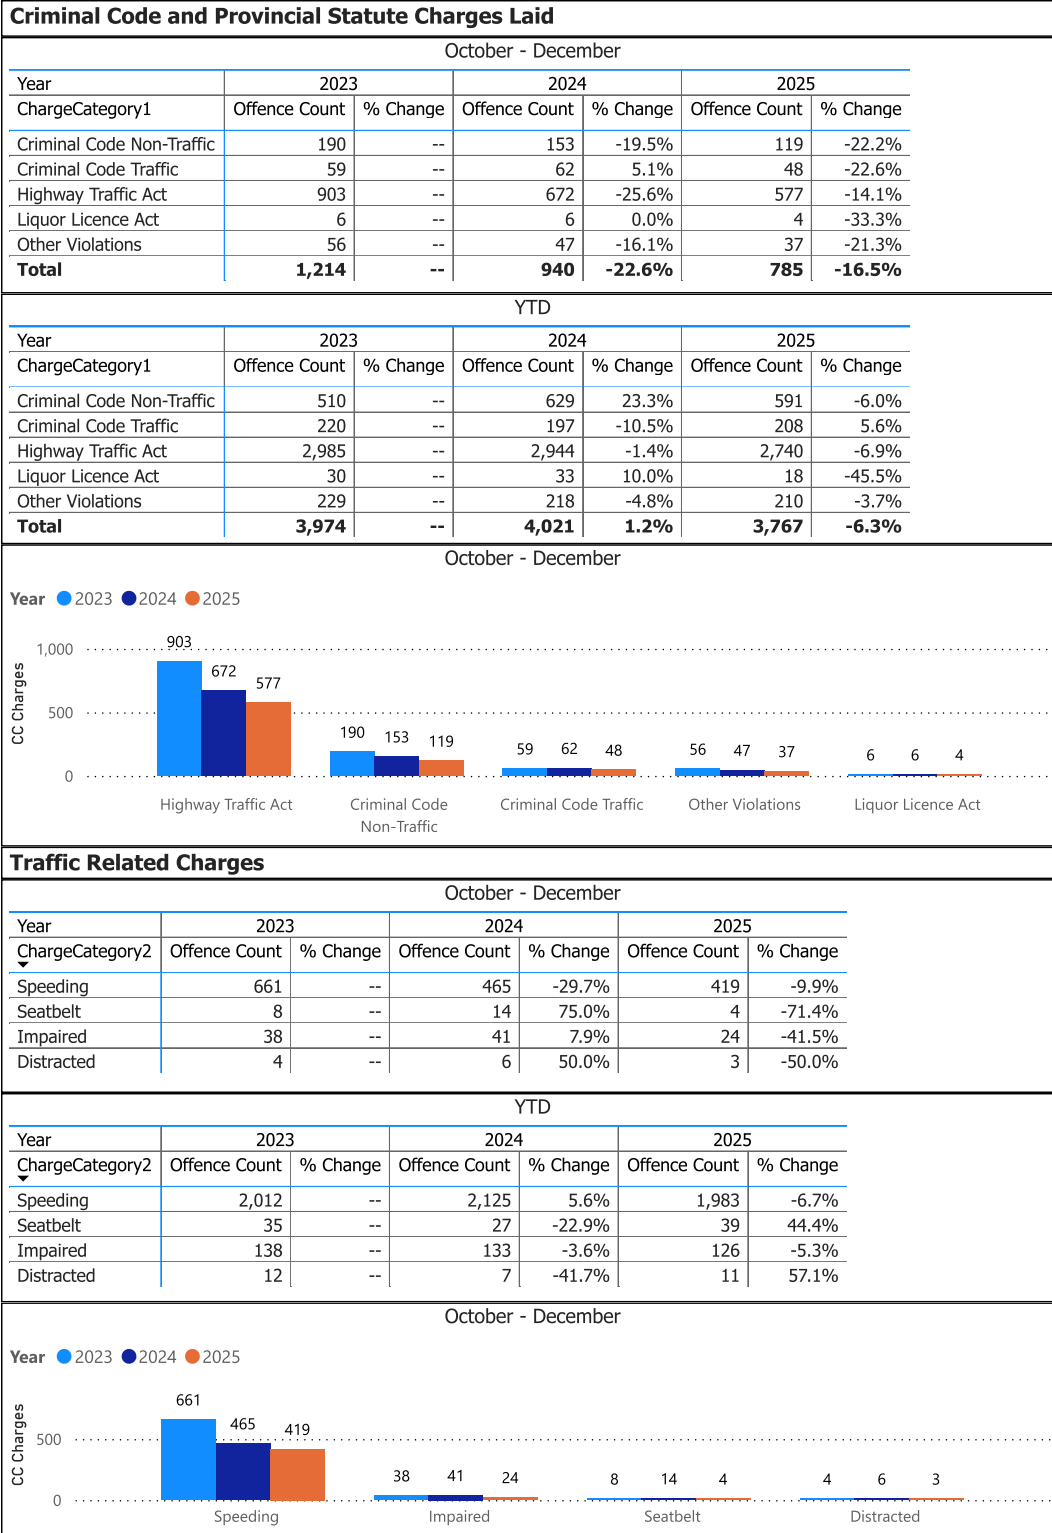 Criminal Code and Provincial Statute Charges Laid
October - December
Year 2023 2024 2025
ChargeCategory1 Offence Count % Change Offence Count % Change Offence Count % Change
Criminal Code Non-Traffic 190 -- 153 -19.5% 119 -22.2%
Criminal Code Traffic 59 -- 62 5.1% 48 -22.6%
Highway Traffic Act 903 -- 672 -25.6% 577 -14.1%
Liquor Licence Act 6 -- 6 0.0% 4 -33.3%
Other Violations 56 -- 47 -16.1% 37 -21.3%
Total 1,214 -- 940 -22.6% 785 -16.5%
YTD
Year 2023 2024 2025
ChargeCategory1 Offence Count % Change Offence Count % Change Offence Count % Change
Criminal Code Non-Traffic 510 -- 629 23.3% 591 -6.0%
Criminal Code Traffic 220 -- 197 -10.5% 208 5.6%
Highway Traffic Act 2,985 -- 2,944 -1.4% 2,740 -6.9%
Liquor Licence Act 30 -- 33 10.0% 18 -45.5%
Other Violations 229 -- 218 -4.8% 210 -3.7%
Total 3,974 -- 4,021 1.2% 3,767 -6.3%
October - December
Year 2023 2024 2025
CC Charges
1,000
500
0
903 672 577
190 153 119
59 62 48
56 47 37
6 6 4
Highway Traffic Act Criminal Code Criminal Code Traffic Other Violations Liquor Licence Act
Non-Traffic
Traffic Related Charges
October - December
Year 2023 2024 2025
ChargeCategory2 Offence Count % Change Offence Count % Change Offence Count % Change
Speeding 661 -- 465 -29.7% 419 -9.9%
Seatbelt 8 -- 14 75.0% 4 -71.4%
Impaired 38 -- 41 7.9% 24 -41.5%
Distracted 4 -- 6 50.0% 3 -50.0%
YTD
Year 2023 2024 2025
ChargeCategory2 Offence Count % Change Offence Count % Change Offence Count % Change
Speeding 2,012 -- 2,125 5.6% 1,983 -6.7%
Seatbelt 35 -- 27 -22.9% 39 44.4%
Impaired 138 -- 133 -3.6% 126 -5.3%
Distracted 12 -- 7 -41.7% 11 57.1%
October - December
Year 2023 2024 2025
CC Charges
500
0
661 465 419
38 41 24
8 14 4
4 6 3
Speeding Impaired Seatbelt Distracted